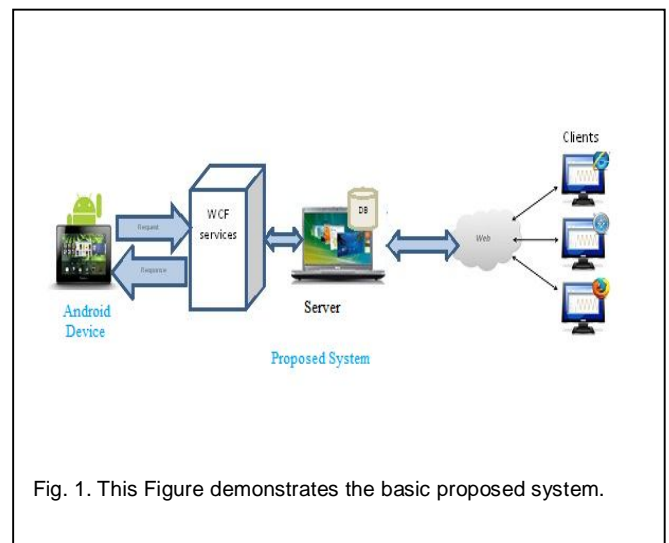 Clients
WCF
services
DB
Request
Response
Web
Android
Device
Server
Proposed System
Fig. 1. This Figure demonstrates the basic proposed system.